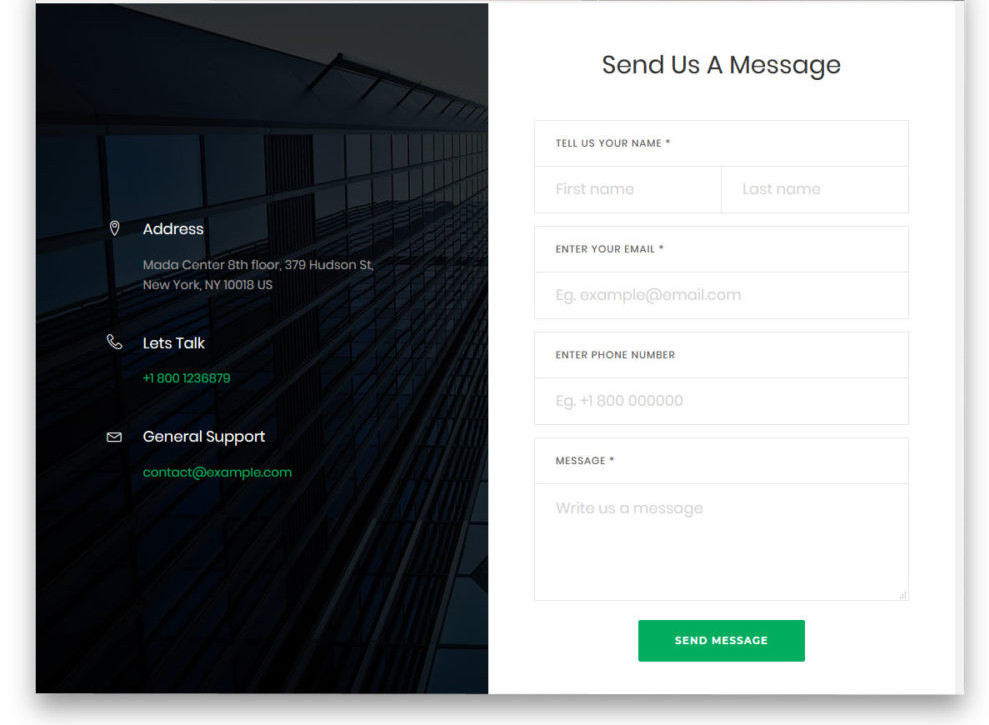 Address
Mada Center 8th floor, 379 Hudson St,
New York, NY 10018 US
Lets Talk
+1 800 1236879
General Support
contact@example.com
Send Us A Message
TELL US YOUR NAME *
First name Last name
ENTER YOUR EMAIL *
Eg. example@email.com
ENTER PHONE NUMBER
Eg. +1 800 000000
MESSAGE *
Write us a message
SEND MESSAGE